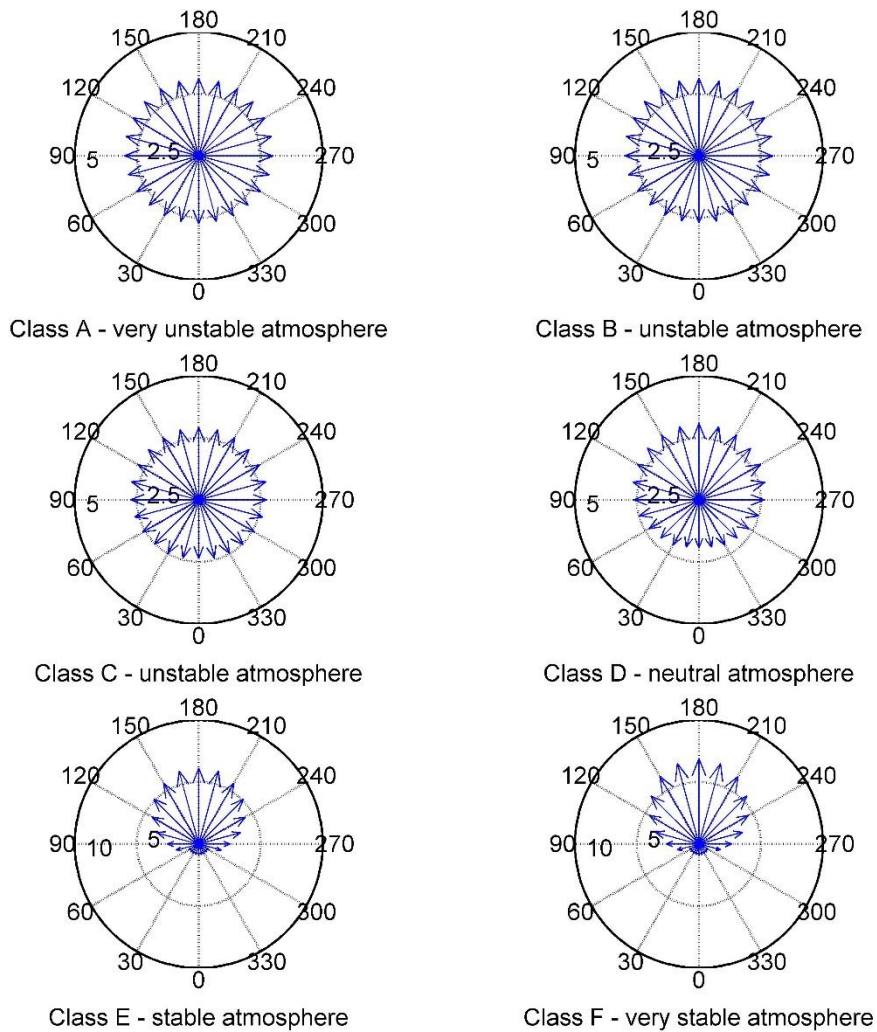 180 180
150 210 150 210
120 240 120 240
90 5 2.5 270 90 5 2.5 270
60 300 60 300
30 330 30 330
0 0
Class A - very unstable atmosphere Class B - unstable atmosphere
180 180
150 210 150 210
120 240 120 240
90 5 2.5 270 90 5 2.5 270
60 300 60 300
30 330 30 330
0 0
Class C - unstable atmosphere Class D - neutral atmosphere
180 180
150 210 150 210
120 240 120 240
90 10 5 270 90 10 5 270
60 300 60 300
30 330 30 330
0 0
Class E - stable atmosphere Class F - very stable atmosphere